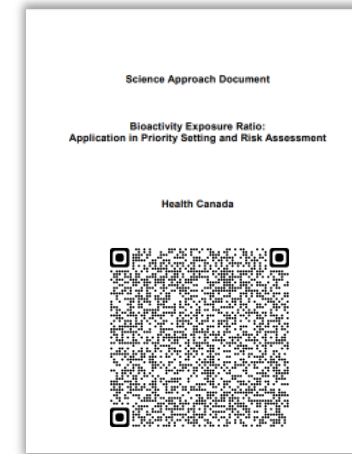 Science Approach Document
Bioactivity Exposure Ratio:
Application in Priority Setting and Risk Assessment
Health Canada